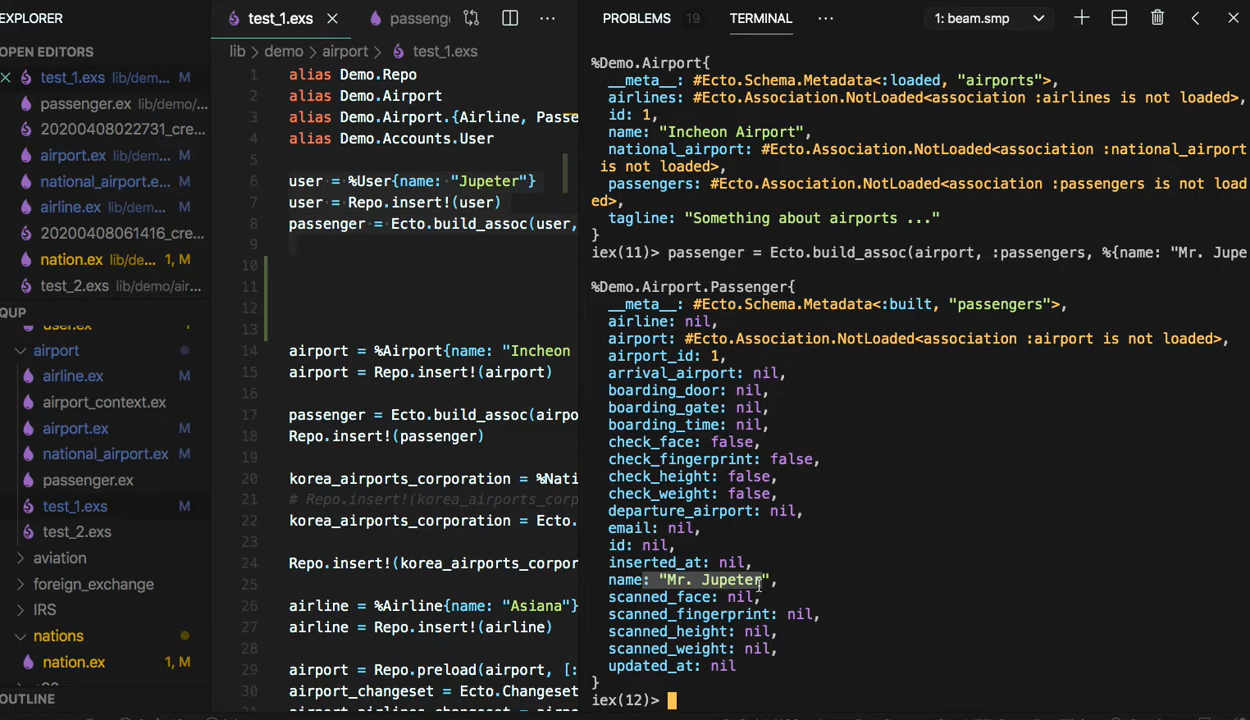 EXPLORER
OPEN EDITORS
test_1.exs lib/dem... M
passenger.ex lib/demo/...
20200408022731_cre...
airport.ex lib/dem... M
national_airport.e... M
airline.ex lib/dem... M
20200408061416_cre...
nation.ex lib/de... 1, M
test_2.exs lib/demo/air...
QUP
user.ex
airport
airline.ex M
airport_context.ex
airport.ex M
national_airport.ex M
passenger.ex
test_1.exs M
test_2.exs
aviation
foreign_exchange
IRS
nations
nation.ex 1, M
OUTLINE
test_1.exs
passeng
lib > demo > airport > test_1.exs
1 alias Demo.Repo
2 alias Demo.Airport
3 alias Demo.Airport.{Airline, Passe
4 alias Demo.Accounts.User
5
6 user = %User{name: "Jupeter"}
7 user = Repo.insert!(user)
8 passenger = Ecto.build_assoc(user,
9
10
11
12
13
14 airport = %Airport{name: "Incheon
15 airport = Repo.insert!(airport)
16
17 passenger = Ecto.build_assoc(airpo
18 Repo.insert!(passenger)
19
20 korea_airports_corporation = %Nati
21 # Repo.insert!(korea_airports_corp
22 korea_airports_corporation = Ecto.
23
24 Repo.insert!(korea_airports_corpor
25
26 airline = %Airline{name: "Asiana"}
27 airline = Repo.insert!(airline)
28
29 airport = Repo.preload(airport, [:
30 airport_changeset = Ecto.Changeset
PROBLEMS 19 TERMINAL 1: beam.smp
%Demo.Airport{
__meta__: #Ecto.Schema.Metadata<:loaded, "airports">,
airlines: #Ecto.Association.NotLoaded<association :airlines is not loaded>,
id: 1,
name: "Incheon Airport",
national_airport: #Ecto.Association.NotLoaded<association :national_airport
is not loaded>,
passengers: #Ecto.Association.NotLoaded<association :passengers is not load
ed>,
tagline: "Something about airports ..."
}
iex(11)> passenger = Ecto.build_assoc(airport, :passengers, %{name: "Mr. Jupe
%Demo.Airport.Passenger{
__meta__: #Ecto.Schema.Metadata<:built, "passengers">,
airline: nil,
airport: #Ecto.Association.NotLoaded<association :airport is not loaded>,
airport_id: 1,
arrival_airport: nil,
boarding_door: nil,
boarding_gate: nil,
boarding_time: nil,
check_face: false,
check_fingerprint: false,
check_height: false,
check_weight: false,
departure_airport: nil,
email: nil,
id: nil,
inserted_at: nil,
name: "Mr. Jupeter",
scanned_face: nil,
scanned_fingerprint: nil,
scanned_height: nil,
scanned_weight: nil,
updated_at: nil
}
iex(12)>